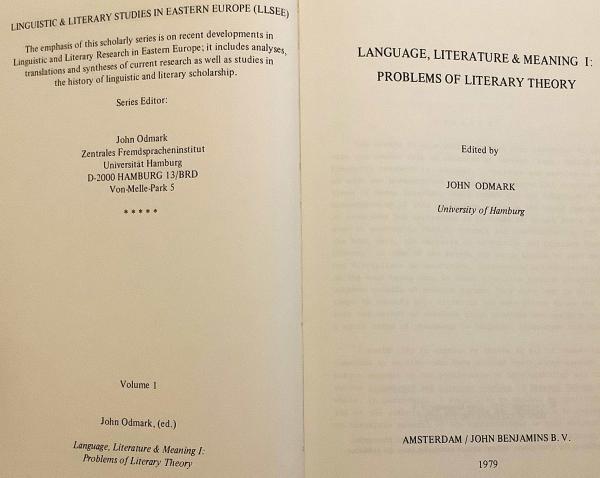 LINGUISTIC & LITERARY STUDIES IN EASTERN EUROPE (LLSEE)
The emphasis of this scholarly series is on recent developments in
Linguistic and Literary Research in Eastern Europe; it includes analyses,
translations and syntheses of current research as well as studies in
the history of linguistic and literary scholarship.
Series Editor:
John Odmark
Zentrales Fremdspracheninstitut
Universität Hamburg
D-2000 HAMBURG 13/BRD
Von-Melle-Park 5
* * * * *
Volume 1
John Odmark, (ed.)
Language, Literature & Meaning I:
Problems of Literary Theory
LANGUAGE, LITERATURE & MEANING I:
PROBLEMS OF LITERARY THEORY
Edited by
JOHN ODMARK
University of Hamburg
AMSTERDAM / JOHN BENJAMINS B. V.
1979